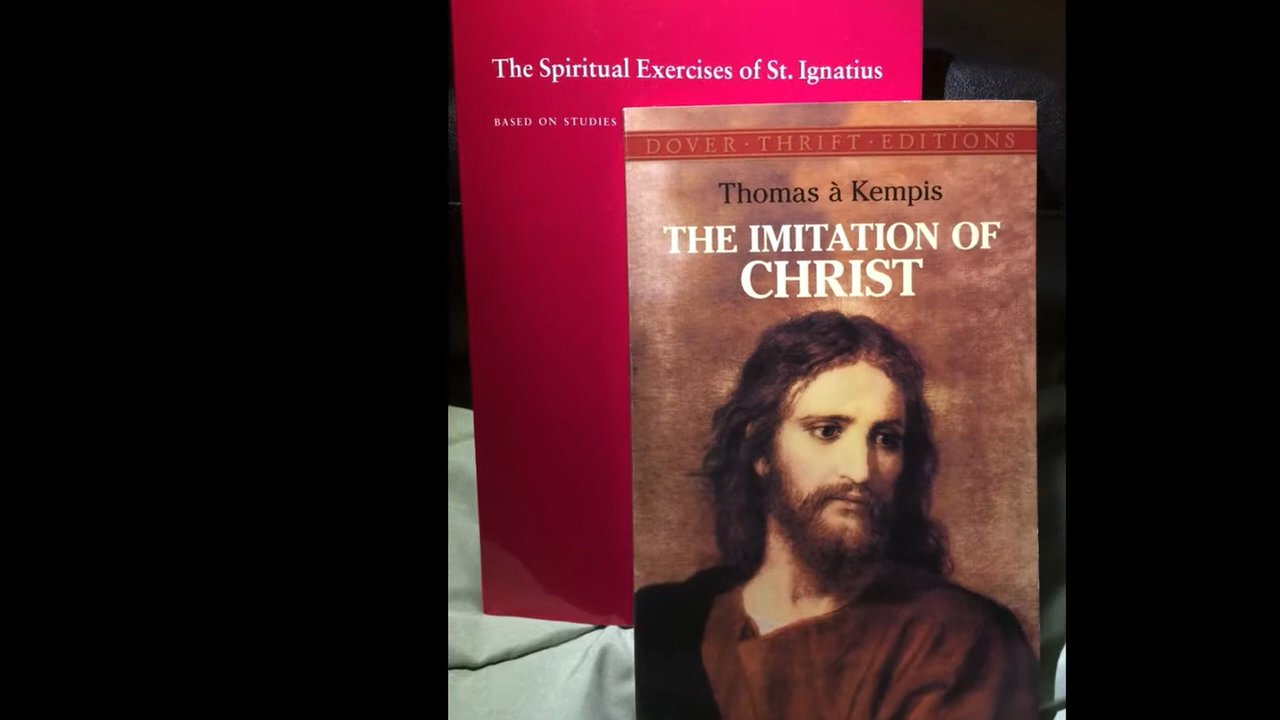 The Spiritual Exercises of St. Ignatius
BASED ON STUDIES
DOVER · THRIFT · EDITIONS
Thomas à Kempis
THE IMITATION OF
CHRIST